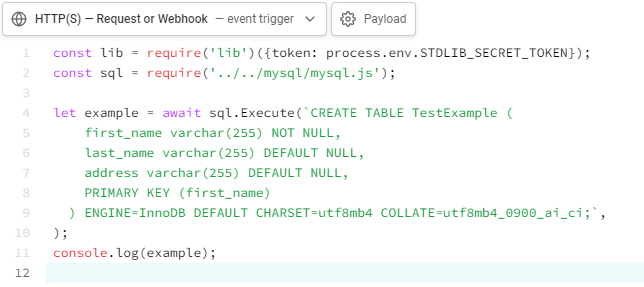 HTTP(S) — Request or Webhook — event trigger
Payload
1 const lib = require('lib')({token: process.env.STDLIB_SECRET_TOKEN});
2 const sql = require('../../mysql/mysql.js');
3
4 let example = await sql.Execute(`CREATE TABLE TestExample (
5     first_name varchar(255) NOT NULL,
6     last_name varchar(255) DEFAULT NULL,
7     address varchar(255) DEFAULT NULL,
8     PRIMARY KEY (first_name)
9   ) ENGINE=InnoDB DEFAULT CHARSET=utf8mb4 COLLATE=utf8mb4_0900_ai_ci;`,
10 );
11 console.log(example);
12